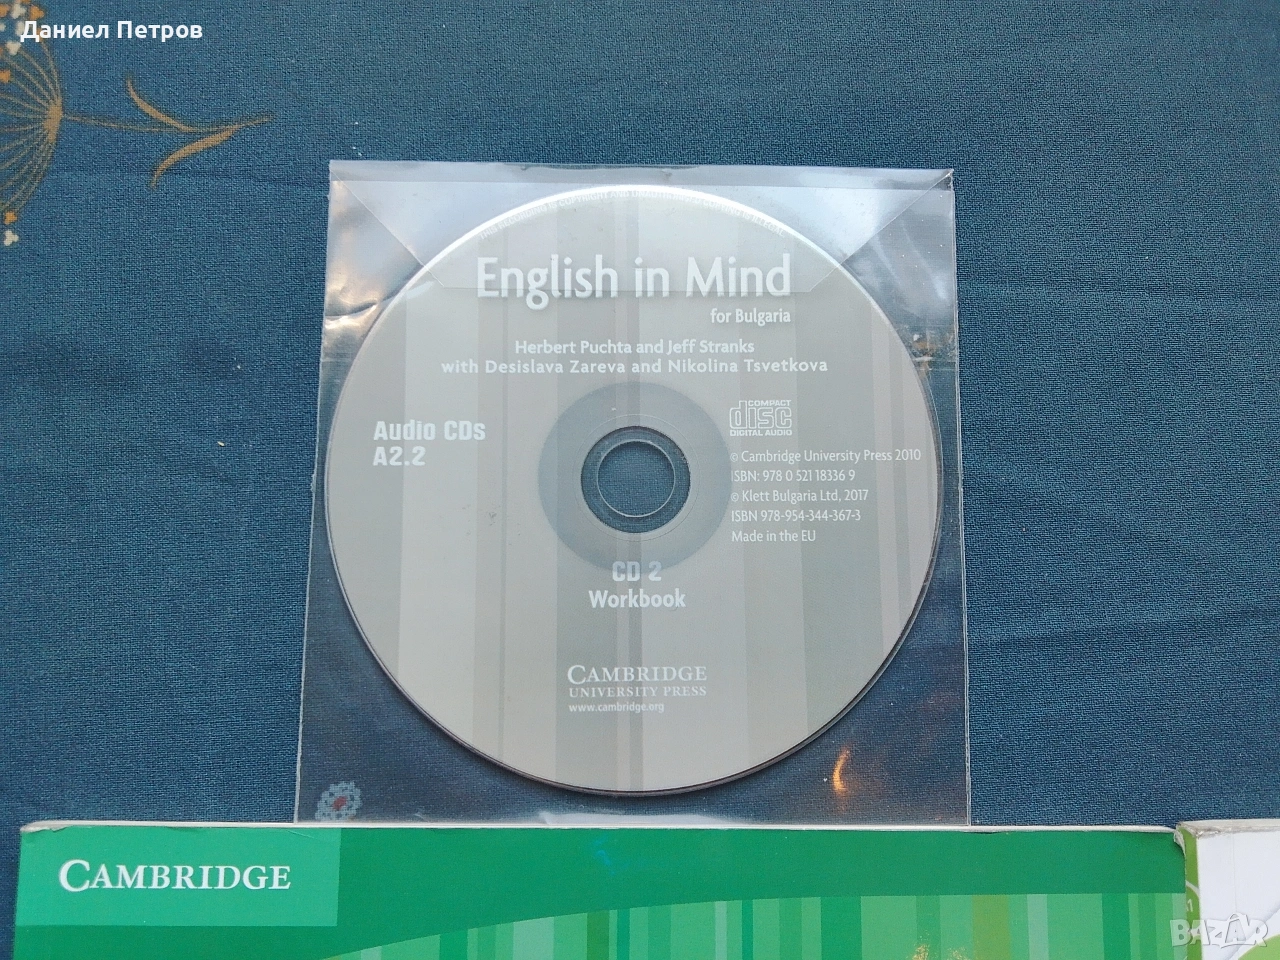 Даниел Петров
English in Mind
for Bulgaria
Herbert Puchta and Jeff Stranks
with Desislava Zareva and Nikolina Tsvetkova
Audio CDs
A2.2
COMPACT
disc
DIGITAL AUDIO
© Cambridge University Press 2010
ISBN: 978 0 521 18336 9
© Klett Bulgaria Ltd, 2017
ISBN 978-954-344-367-3
Made in the EU
CD 2
Workbook
CAMBRIDGE
UNIVERSITY PRESS
www.cambridge.org
CAMBRIDGE
BAZAR